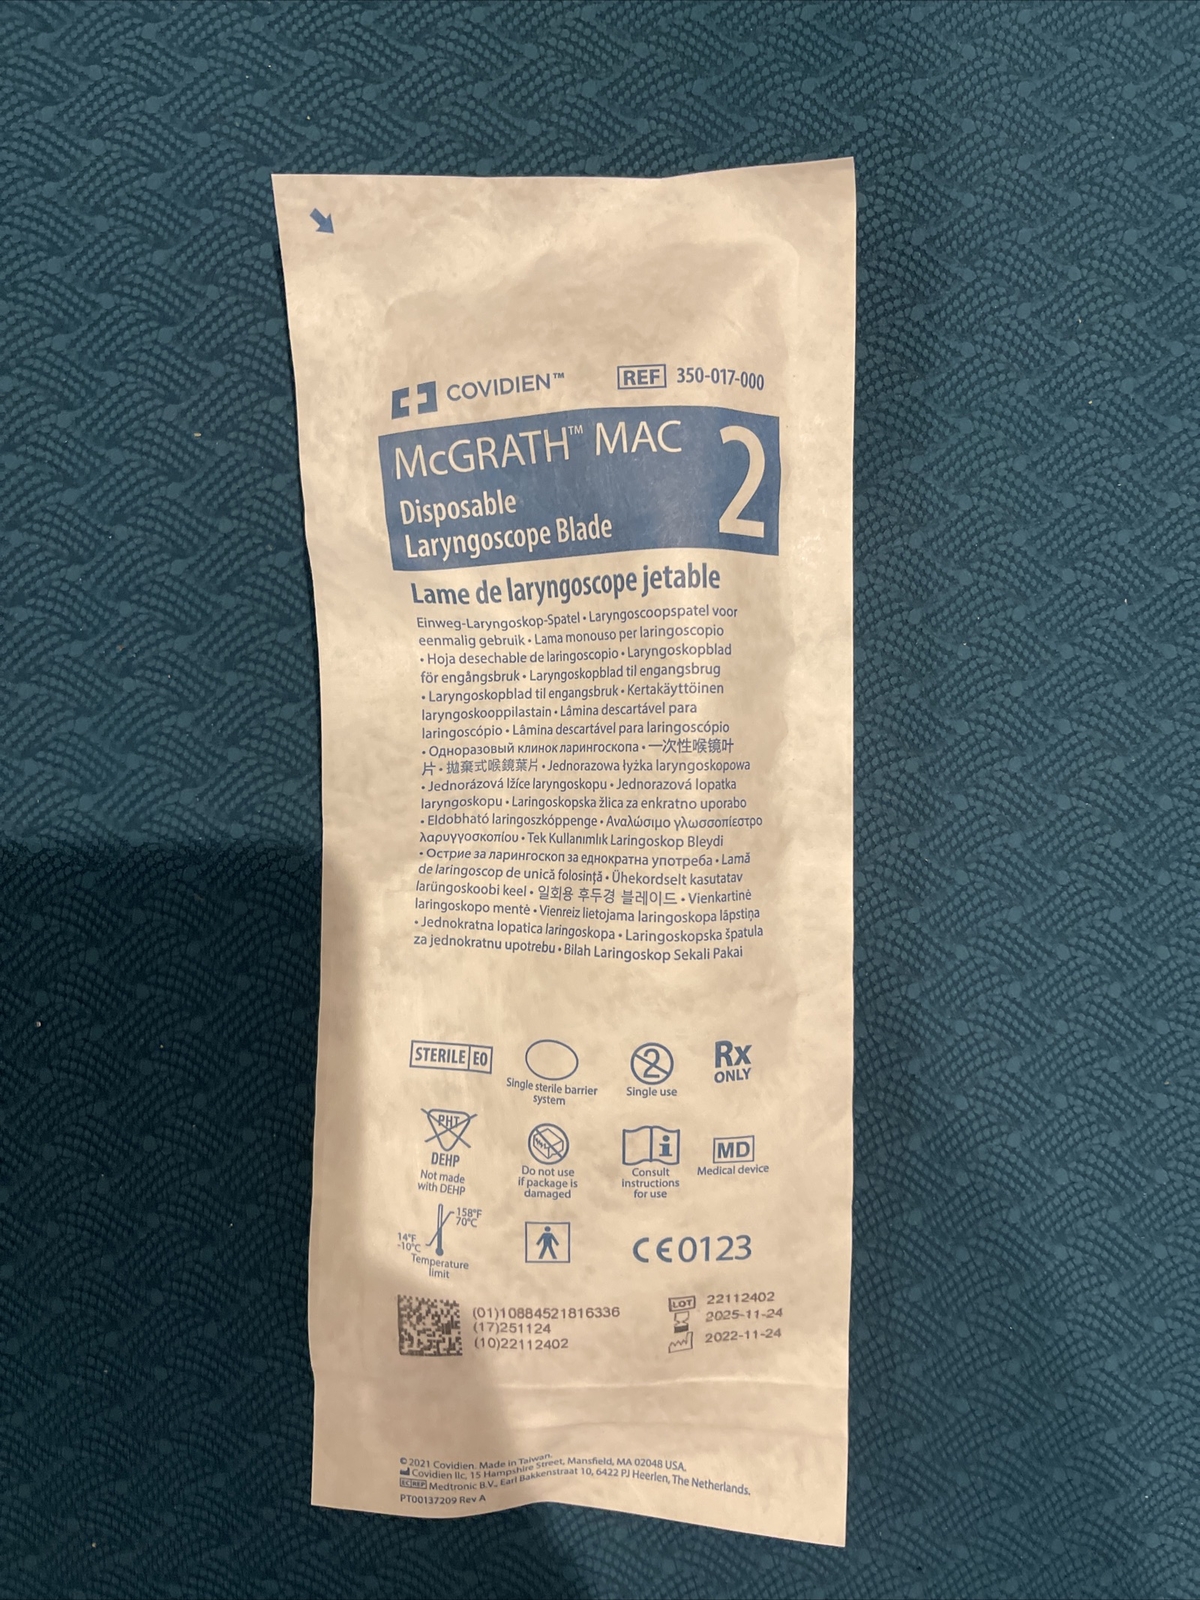 COVIDIEN™
REF 350-017-000
McGRATH™ MAC
2
Disposable
Laryngoscope Blade
Lame de laryngoscope jetable
Einweg-Laryngoskop-Spatel • Laryngoscoopspatel voor
eenmalig gebruik • Lama monouso per laringoscopio
• Hoja desechable de laringoscopio • Laryngoskopblad
för engångsbruk • Laryngoskopblad til engangsbrug
• Laryngoskopblad til engangsbruk • Kertakäyttöinen
laryngoskooppilastain • Lâmina descartável para
laringoscópio • Lâmina descartável para laringoscópio
• Одноразовый клинок ларингоскопа • 一次性喉镜叶
片 • 拋棄式喉鏡葉片 • Jednorazowa łyżka laryngoskopowa
• Jednorázová lžíce laryngoskopu • Jednorazová lopatka
laryngoskopu • Laringoskopska žlica za enkratno uporabo
• Eldobható laringoszkóppenge • Αναλώσιμο γλωσσοπίεστρο
λαρυγγοσκοπίου • Tek Kullanımlık Laringoskop Bleydi
• Острие за ларингоскоп за еднократна употреба • Lamă
de laringoscop de unică folosință • Ühekordselt kasutatav
larüngoskoobi keel • 일회용 후두경 블레이드 • Vienkartinė
laringoskopo mentė • Vienreiz lietojama laringoskopa lāpstiņa
• Jednokratna lopatica laringoskopa • Laringoskopska špatula
za jednokratnu upotrebu • Bilah Laringoskop Sekali Pakai
STERILE EO
Single sterile barrier
system
2
Single use
Rx
ONLY
PHT
DEHP
Not made
with DEHP
Do not use
if package is
damaged
Consult
instructions
for use
MD
Medical device
158°F
70°C
14°F
-10°C
Temperature
limit
CE0123
(01)10884521816336
(17)251124
(10)22112402
LOT 22112402
2025-11-24
2022-11-24
© 2021 Covidien. Made in Taiwan.
Covidien llc, 15 Hampshire Street, Mansfield, MA 02048 USA.
EC REP Medtronic B.V., Earl Bakkenstraat 10, 6422 PJ Heerlen, The Netherlands.
PT00137209 Rev A